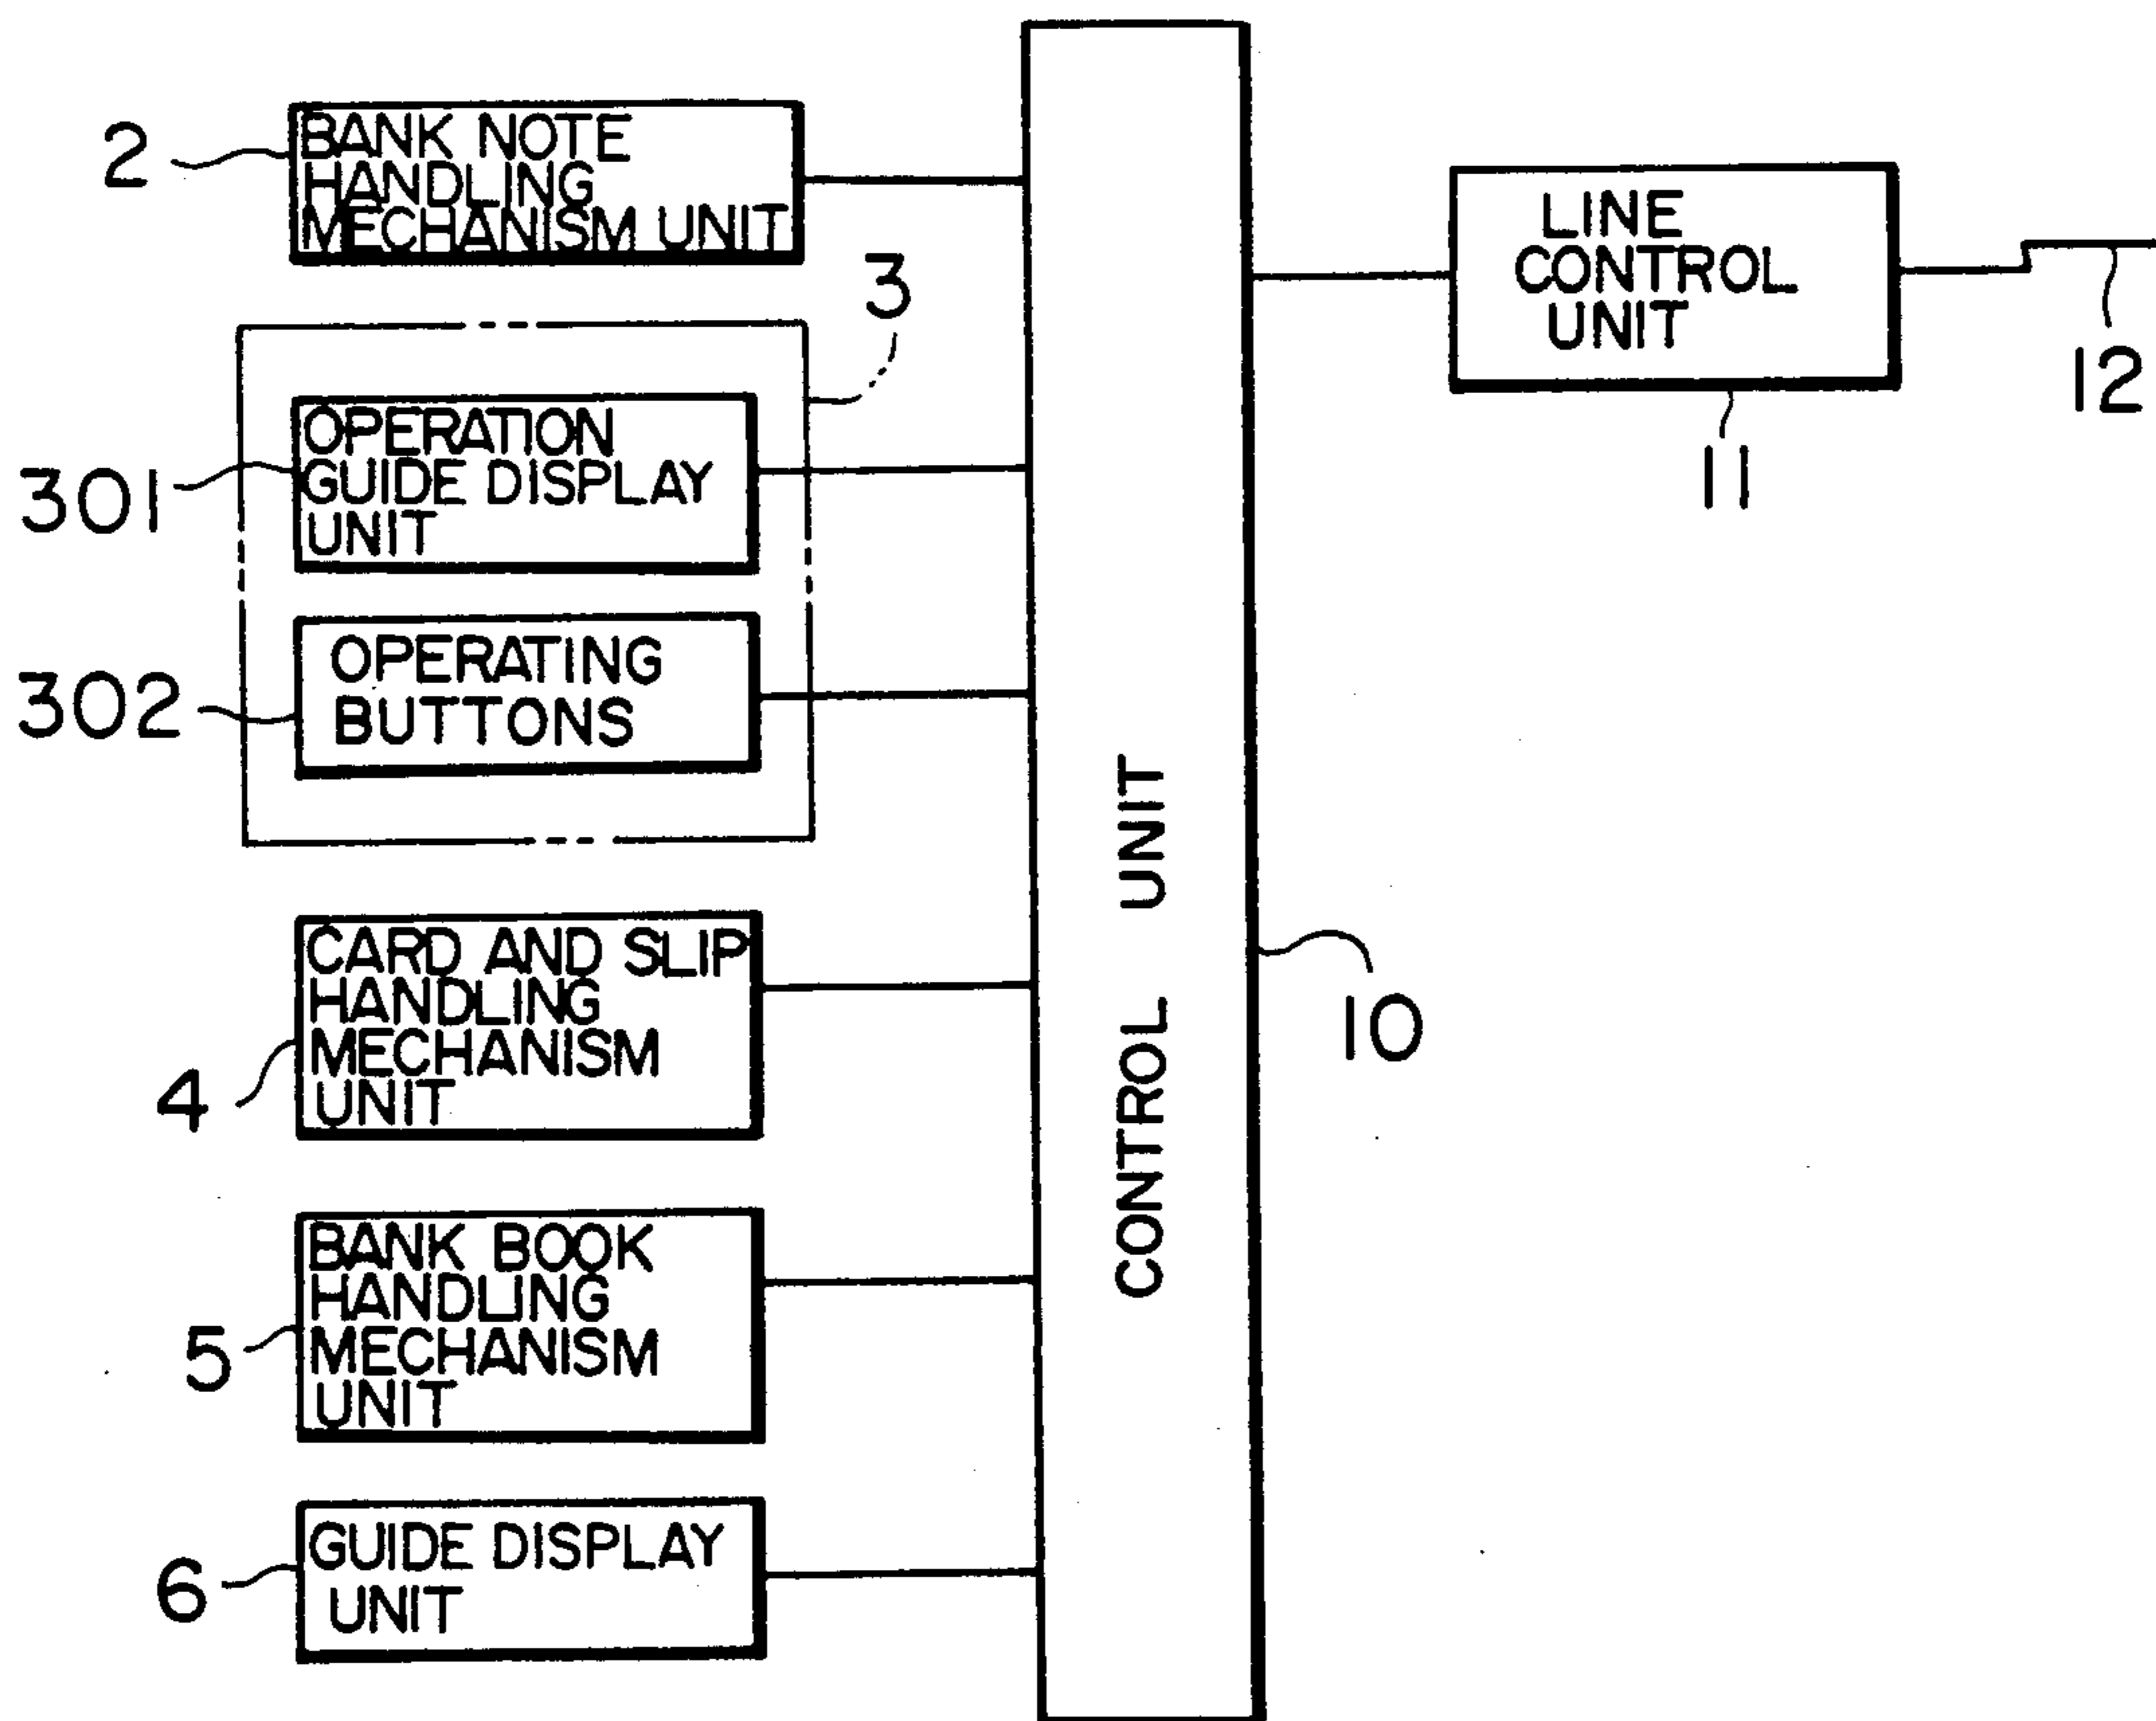 2
BANK NOTE
HANDLING
MECHANISM UNIT
3
301
OPERATION
GUIDE DISPLAY
UNIT
302
OPERATING
BUTTONS
4
CARD AND SLIP
HANDLING
MECHANISM
UNIT
5
BANK BOOK
HANDLING
MECHANISM
UNIT
6
GUIDE DISPLAY
UNIT
CONTROL UNIT
10
LINE
CONTROL
UNIT
11
12